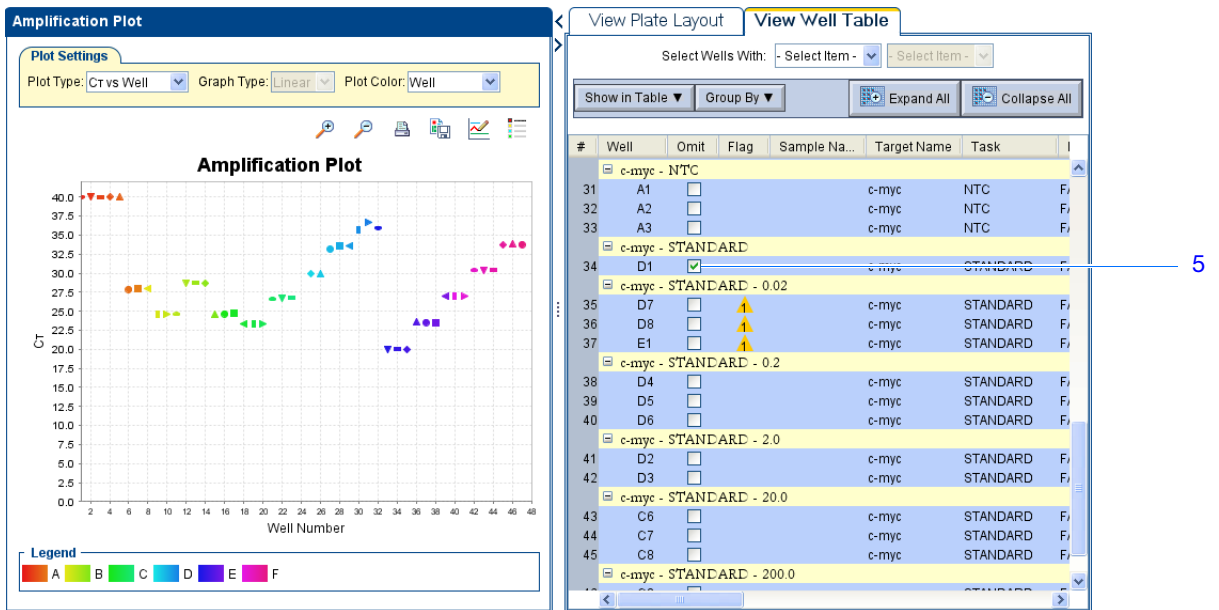 Amplification Plot
Plot Settings
Plot Type: CT vs Well Graph Type: Linear Plot Color: Well
Amplification Plot
CT
40.0
37.5
35.0
32.5
30.0
27.5
25.0
22.5
20.0
17.5
15.0
12.5
10.0
7.5
5.0
2.5
0.0
2 4 6 8 10 12 14 16 18 20 22 24 26 28 30 32 34 36 38 40 42 44 46 48
Well Number
Legend
A B C D E F
View Plate Layout View Well Table
Select Wells With: - Select Item - - Select Item -
Show in Table ▼ Group By ▼ Expand All Collapse All
# Well Omit Flag Sample Na... Target Name Task
c-myc - NTC
31 A1 c-myc NTC
32 A2 c-myc NTC
33 A3 c-myc NTC
c-myc - STANDARD
34 D1 c-myc STANDARD
5
c-myc - STANDARD - 0.02
35 D7 1 c-myc STANDARD
36 D8 1 c-myc STANDARD
37 E1 1 c-myc STANDARD
c-myc - STANDARD - 0.2
38 D4 c-myc STANDARD
39 D5 c-myc STANDARD
40 D6 c-myc STANDARD
c-myc - STANDARD - 2.0
41 D2 c-myc STANDARD
42 D3 c-myc STANDARD
c-myc - STANDARD - 20.0
43 C6 c-myc STANDARD
44 C7 c-myc STANDARD
45 C8 c-myc STANDARD
c-myc - STANDARD - 200.0